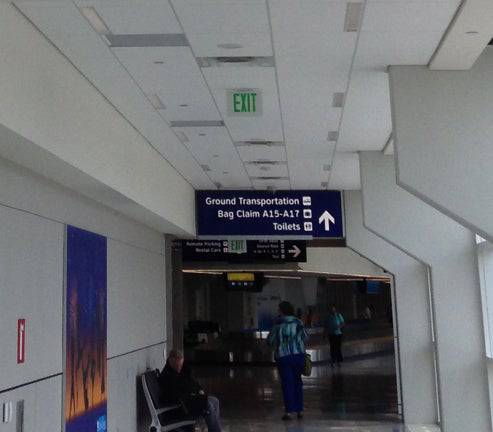 EXIT
Ground Transportation
Bag Claim A15-A17
Toilets
Remote Parking
Rental Cars
EXIT